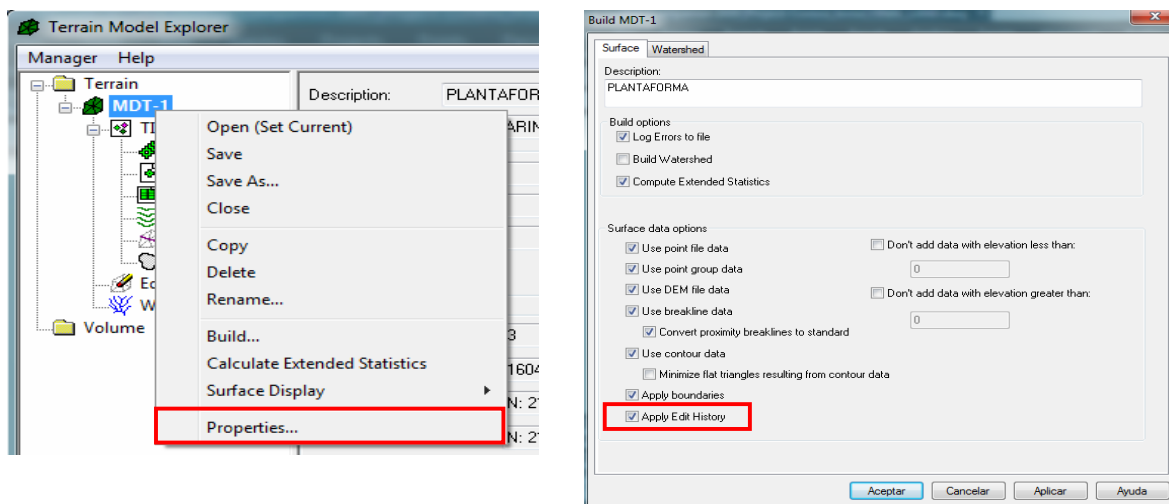 Terrain Model Explorer
Manager Help
Terrain
MDT-1
Description: PLANTAFOR
Open (Set Current)
Save
Save As...
Close
Copy
Delete
Rename...
Volume
Build...
Calculate Extended Statistics
Surface Display
Properties...
Build MDT-1
Surface Watershed
Description:
PLANTAFORMA
Build options
Log Errors to file
Build Watershed
Compute Extended Statistics
Surface data options
Use point file data
Use point group data
Use DEM file data
Use breakline data
Convert proximity breaklines to standard
Use contour data
Minimize flat triangles resulting from contour data
Apply boundaries
Apply Edit History
Don't add data with elevation less than:
0
Don't add data with elevation greater than:
0
Aceptar Cancelar Aplicar Ayuda